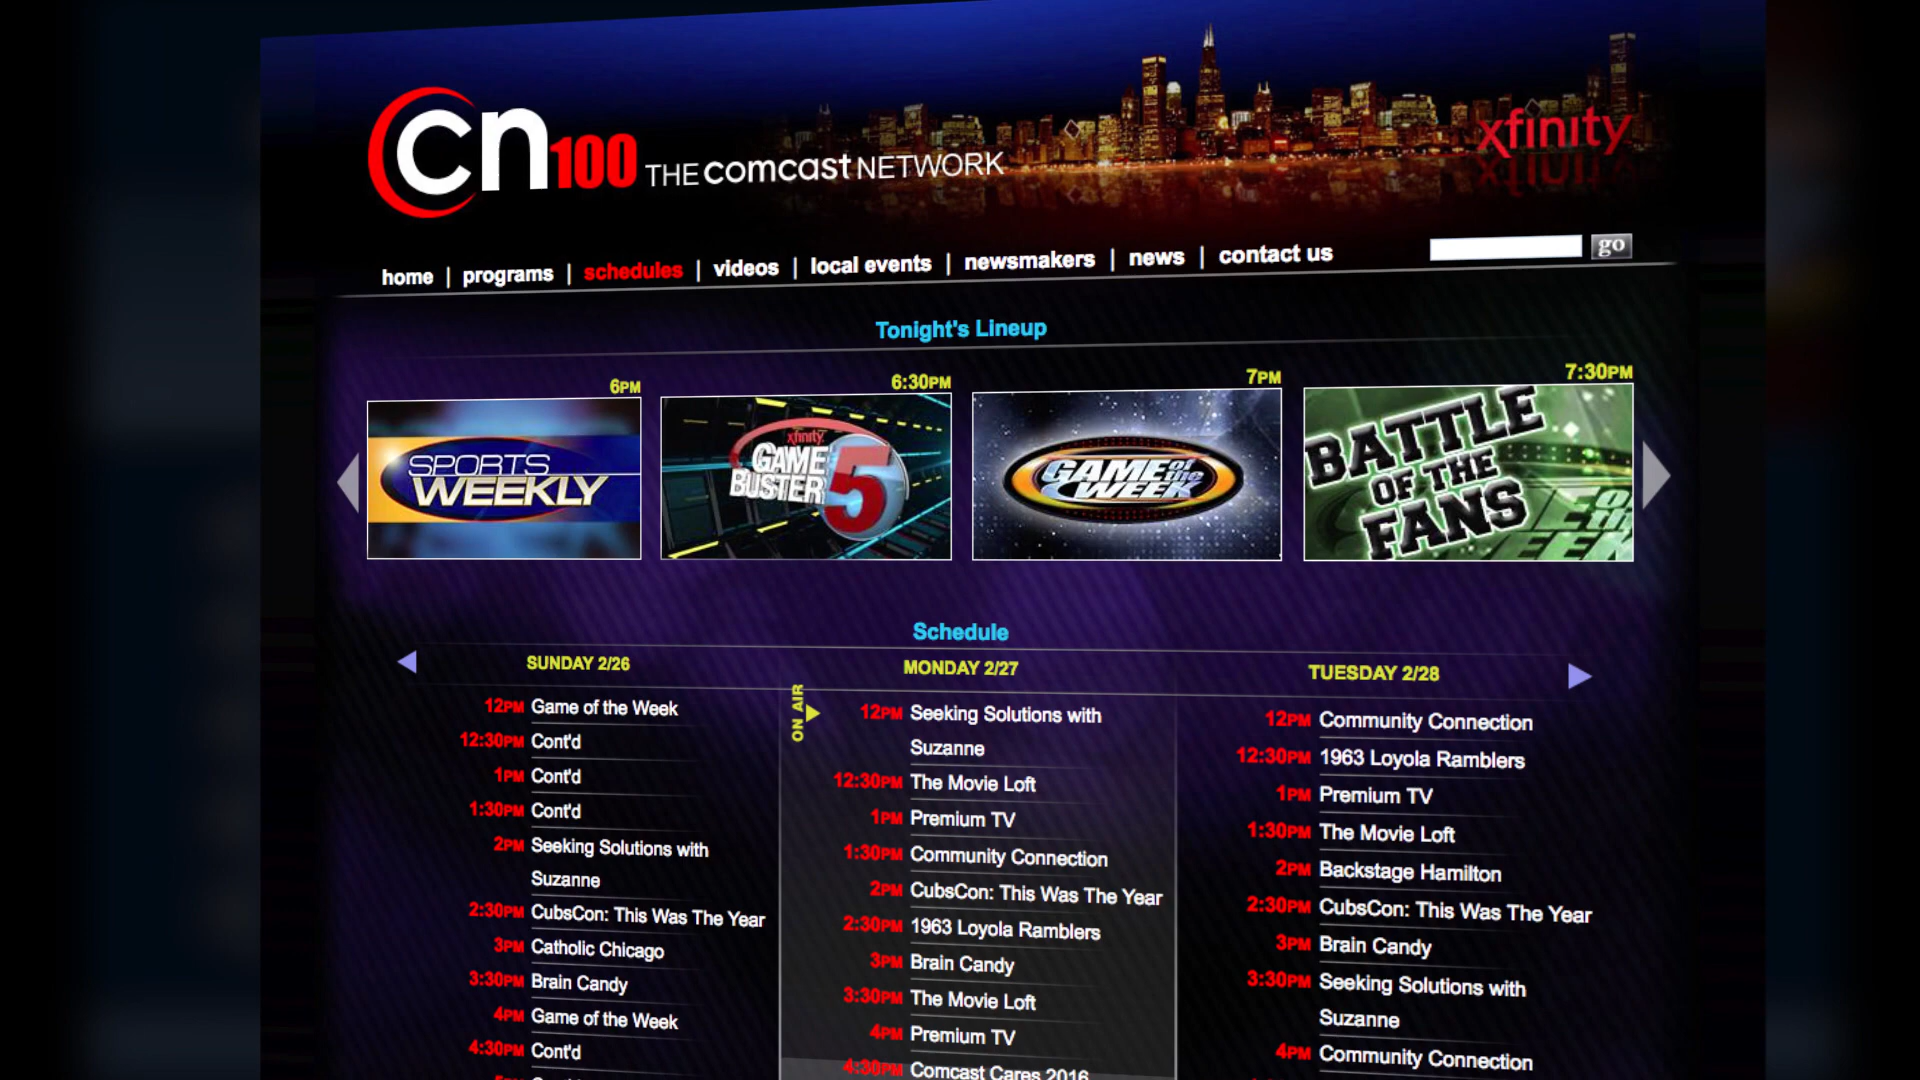 cn100 THE comcast NETWORK
xfinity
home | programs | schedules | videos | local events | newsmakers | news | contact us
go
Tonight's Lineup
6PM
6:30PM
7PM
7:30PM
SPORTS
WEEKLY
xfinity
GAME
BUSTER 5
GAME of the
WEEK
BATTLE
OF THE
FANS
Schedule
SUNDAY 2/26
12PM Game of the Week
12:30PM Cont'd
1PM Cont'd
1:30PM Cont'd
2PM Seeking Solutions with
Suzanne
2:30PM CubsCon: This Was The Year
3PM Catholic Chicago
3:30PM Brain Candy
4PM Game of the Week
4:30PM Cont'd
MONDAY 2/27
ON AIR
12PM Seeking Solutions with
Suzanne
12:30PM The Movie Loft
1PM Premium TV
1:30PM Community Connection
2PM CubsCon: This Was The Year
2:30PM 1963 Loyola Ramblers
3PM Brain Candy
3:30PM The Movie Loft
4PM Premium TV
4:30PM Comcast Cares 2016
TUESDAY 2/28
12PM Community Connection
12:30PM 1963 Loyola Ramblers
1PM Premium TV
1:30PM The Movie Loft
2PM Backstage Hamilton
2:30PM CubsCon: This Was The Year
3PM Brain Candy
3:30PM Seeking Solutions with
Suzanne
4PM Community Connection